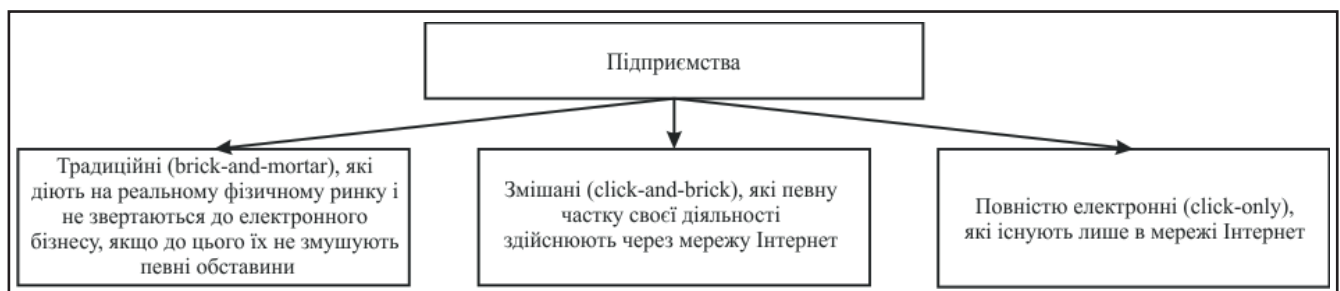 Підприємства
Традиційні (brick-and-mortar), які
діють на реальному фізичному ринку і
не звертаються до електронного
бізнесу, якщо до цього їх не змушують
певні обставини
Змішані (click-and-brick), які певну
частку своєї діяльності
здійснюють через мережу Інтернет
Повністю електронні (click-only),
які існують лише в мережі Інтернет